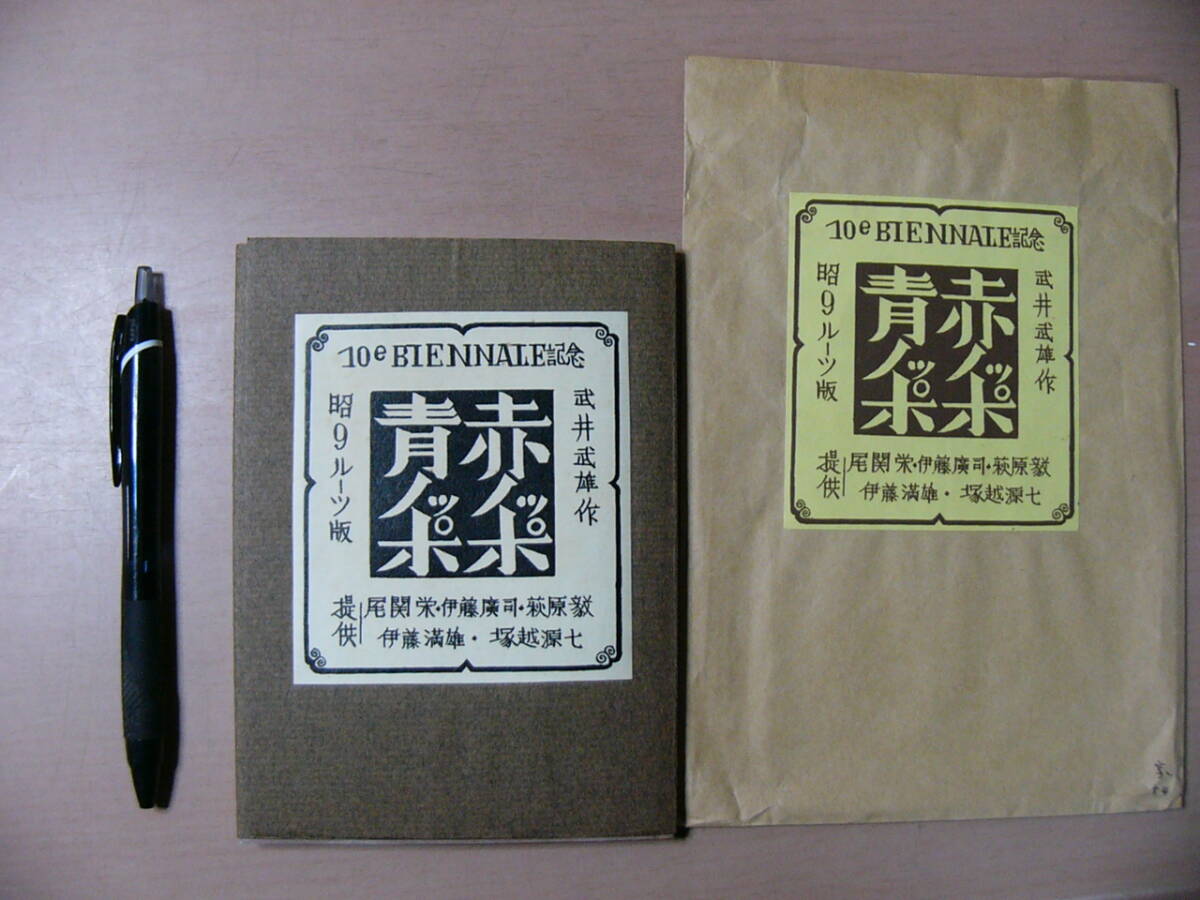 10e BIENNALE記念
武井武雄作
赤ノッポ
青ノッポ
昭9ルーツ版
提供
尾関栄・伊藤廣司・萩原毅
伊藤満雄・塚越源七
10e BIENNALE記念
武井武雄作
赤ノッポ
青ノッポ
昭9ルーツ版
提供
尾関栄・伊藤廣司・萩原毅
伊藤満雄・塚越源七